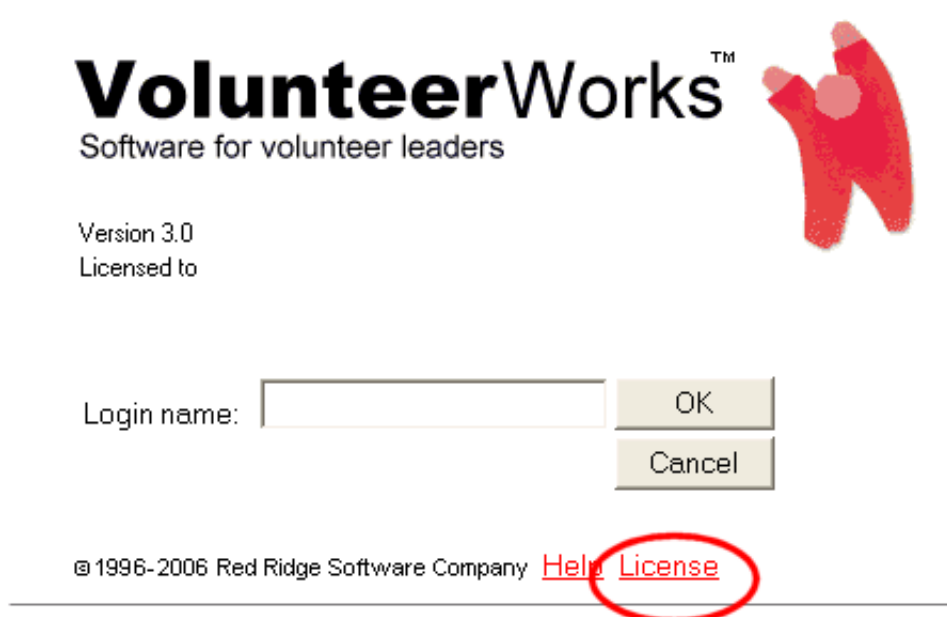 VolunteerWorks™
Software for volunteer leaders
Version 3.0
Licensed to
Login name: OK
Cancel
©1996-2006 Red Ridge Software Company Help License